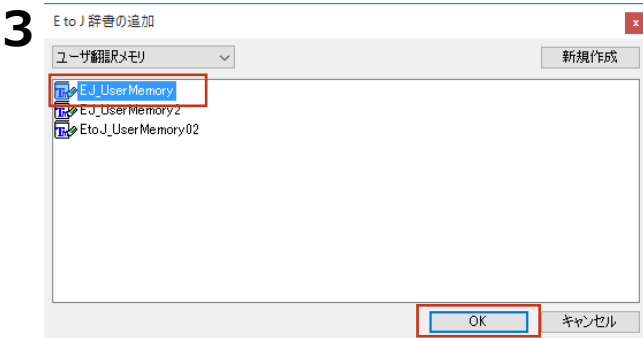 3
E to J 辞書の追加
x
ユーザ翻訳メモリ
新規作成
EJ_UserMemory
EJ_UserMemory2
EtoJ_UserMemory02
OK
キャンセル